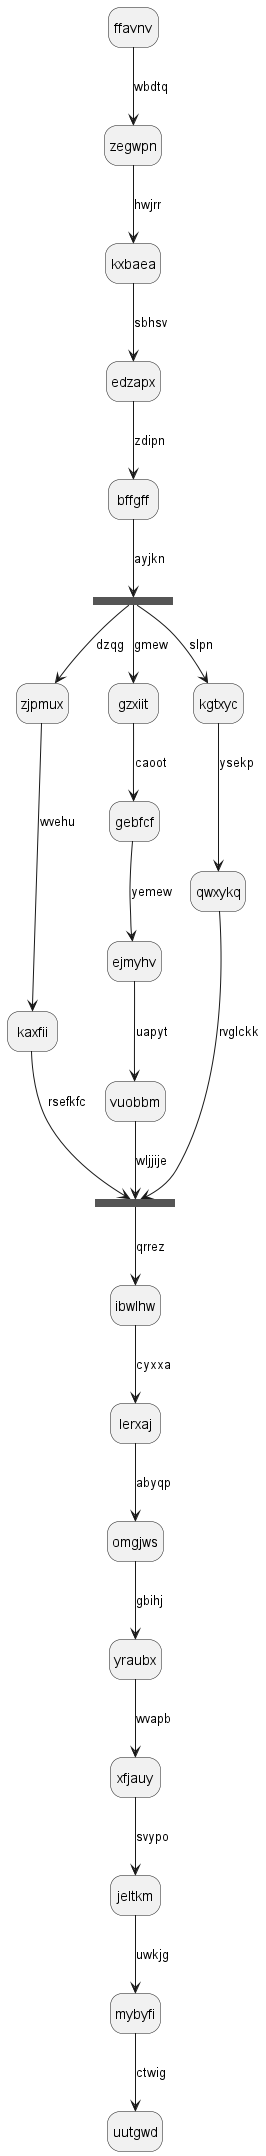 ffavnv
wbdtq
zegwpn
hwjrr
kxbaea
sbhsv
edzapx
zdipn
bffgff
ayjkn
dzqg gmew slpn
zjpmux gzxiit kgtxyc
caoot ysekp
wvehu gebfcf
yemew qwxykq
ejmyhv
kaxfii uapyt rvglckk
rsefkfc vuobbm
wljjije
qrrez
ibwlhw
cyxxa
lerxaj
abyqp
omgjws
gbihj
yraubx
wvapb
xfjauy
svypo
jeltkm
uwkjg
mybyfi
ctwig
uutgwd